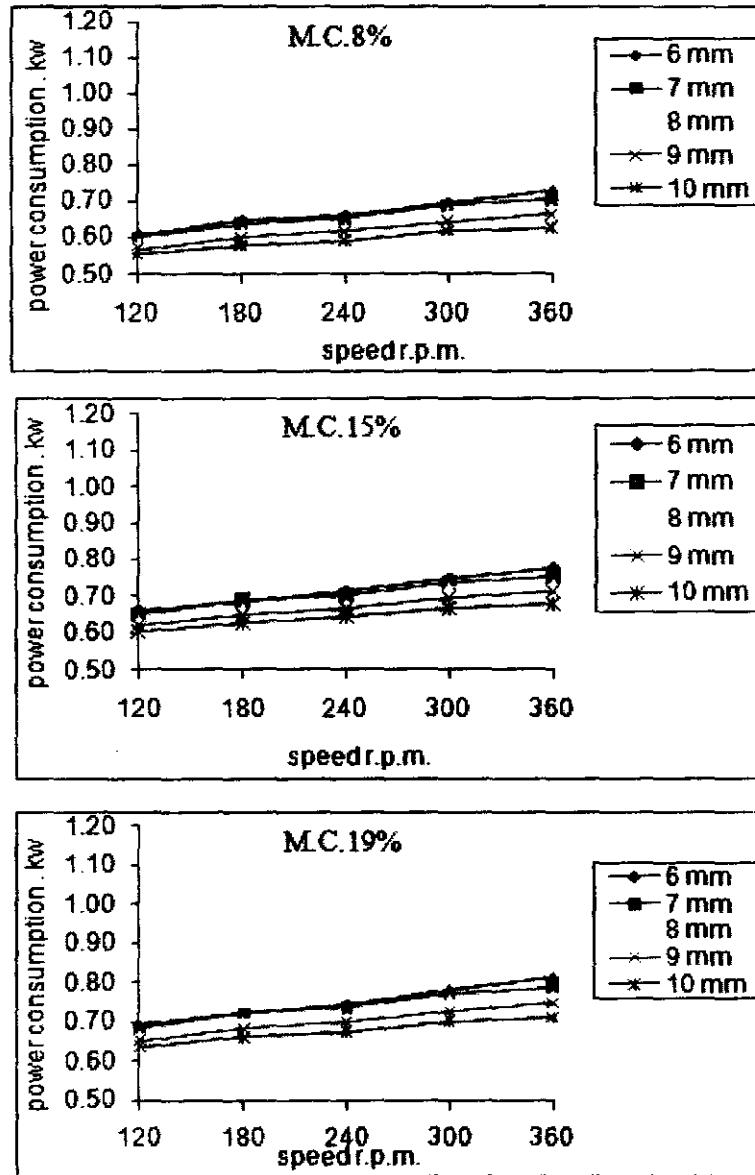 M.C.8%
power consumption . kw
1.20
1.10
1.00
0.90
0.80
0.70
0.60
0.50
120 180 240 300 360
speed r.p.m.
6 mm
7 mm
8 mm
9 mm
10 mm
M.C.15%
power consumption . kw
1.20
1.10
1.00
0.90
0.80
0.70
0.60
0.50
120 180 240 300 360
speed r.p.m.
6 mm
7 mm
8 mm
9 mm
10 mm
M.C.19%
power consumption . kw
1.20
1.10
1.00
0.90
0.80
0.70
0.60
0.50
120 180 240 300 360
speed r.p.m.
6 mm
7 mm
8 mm
9 mm
10 mm